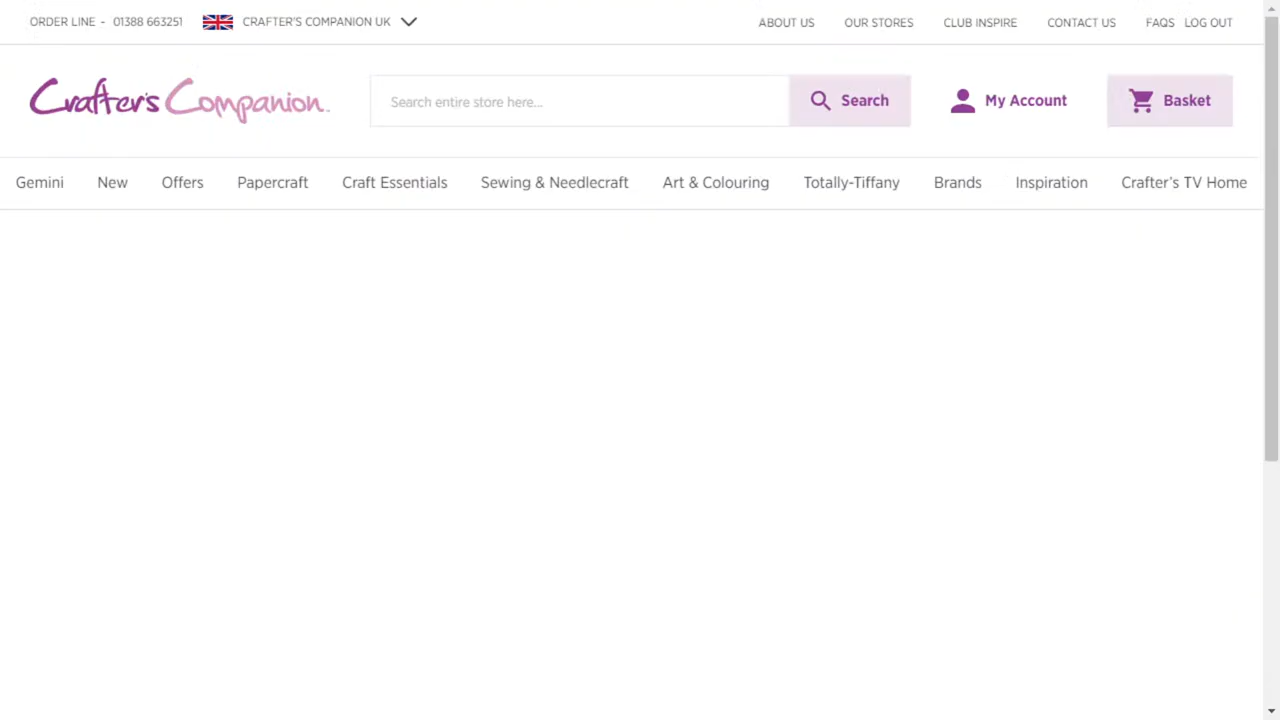 ORDER LINE - 01388 663251 CRAFTER'S COMPANION UK ABOUT US OUR STORES CLUB INSPIRE CONTACT US FAQS LOG OUT
Crafter's Companion Search entire store here... Search My Account Basket
Gemini New Offers Papercraft Craft Essentials Sewing & Needlecraft Art & Colouring Totally-Tiffany Brands Inspiration Crafter's TV Home